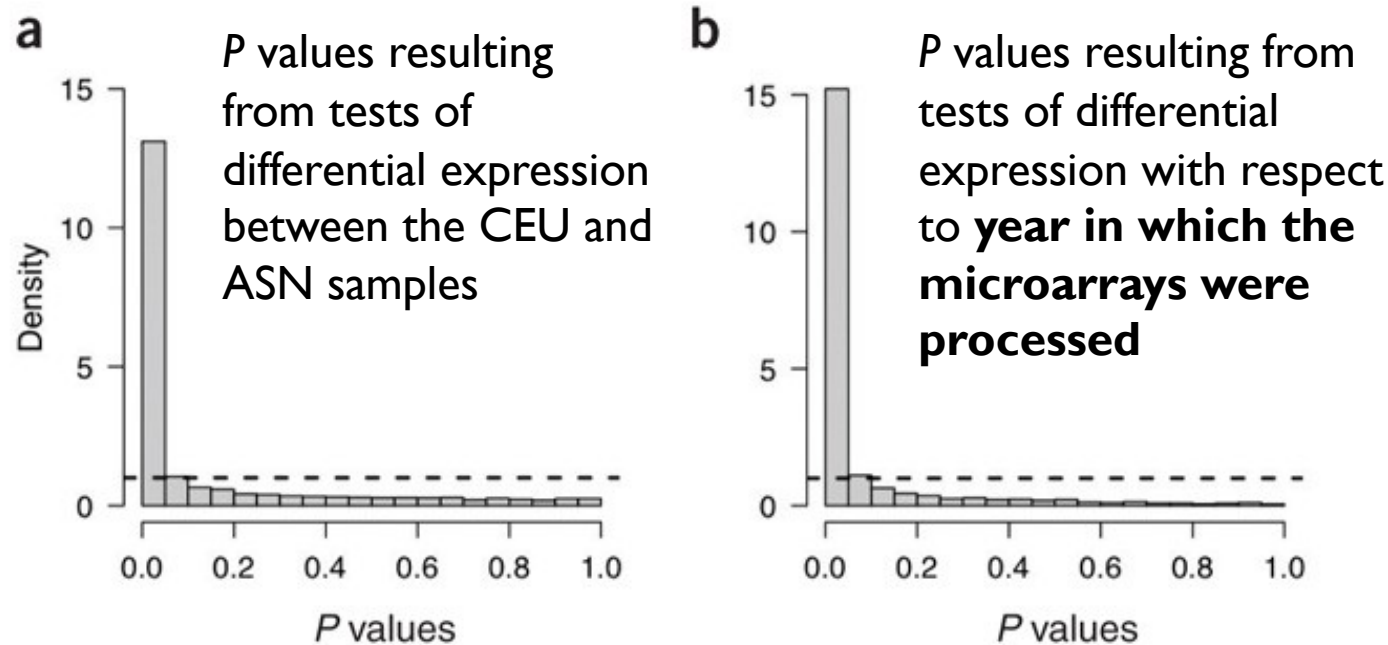 a
P values resulting
from tests of
differential expression
between the CEU and
ASN samples
15
10
5
0
Density
0.0 0.2 0.4 0.6 0.8 1.0
P values
b
P values resulting from
tests of differential
expression with respect
to year in which the
microarrays were
processed
15
10
5
0
0.0 0.2 0.4 0.6 0.8 1.0
P values